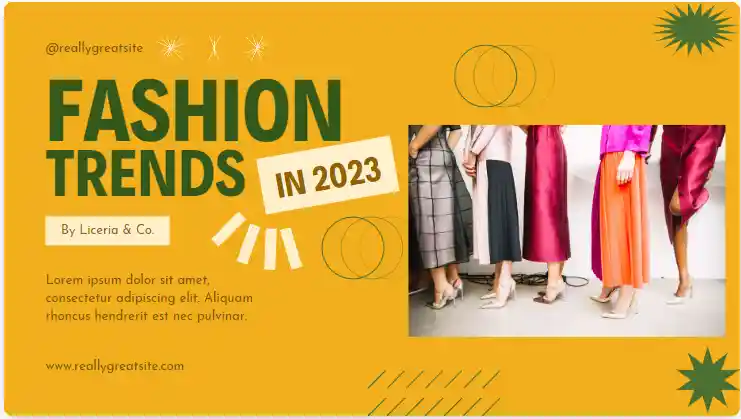 @reallygreatsite
FASHION
TRENDS
IN 2023
By Liceria & Co.
Lorem ipsum dolor sit amet,
consectetur adipiscing elit. Aliquam
rhoncus hendrerit est nec pulvinar.
www.reallygreatsite.com